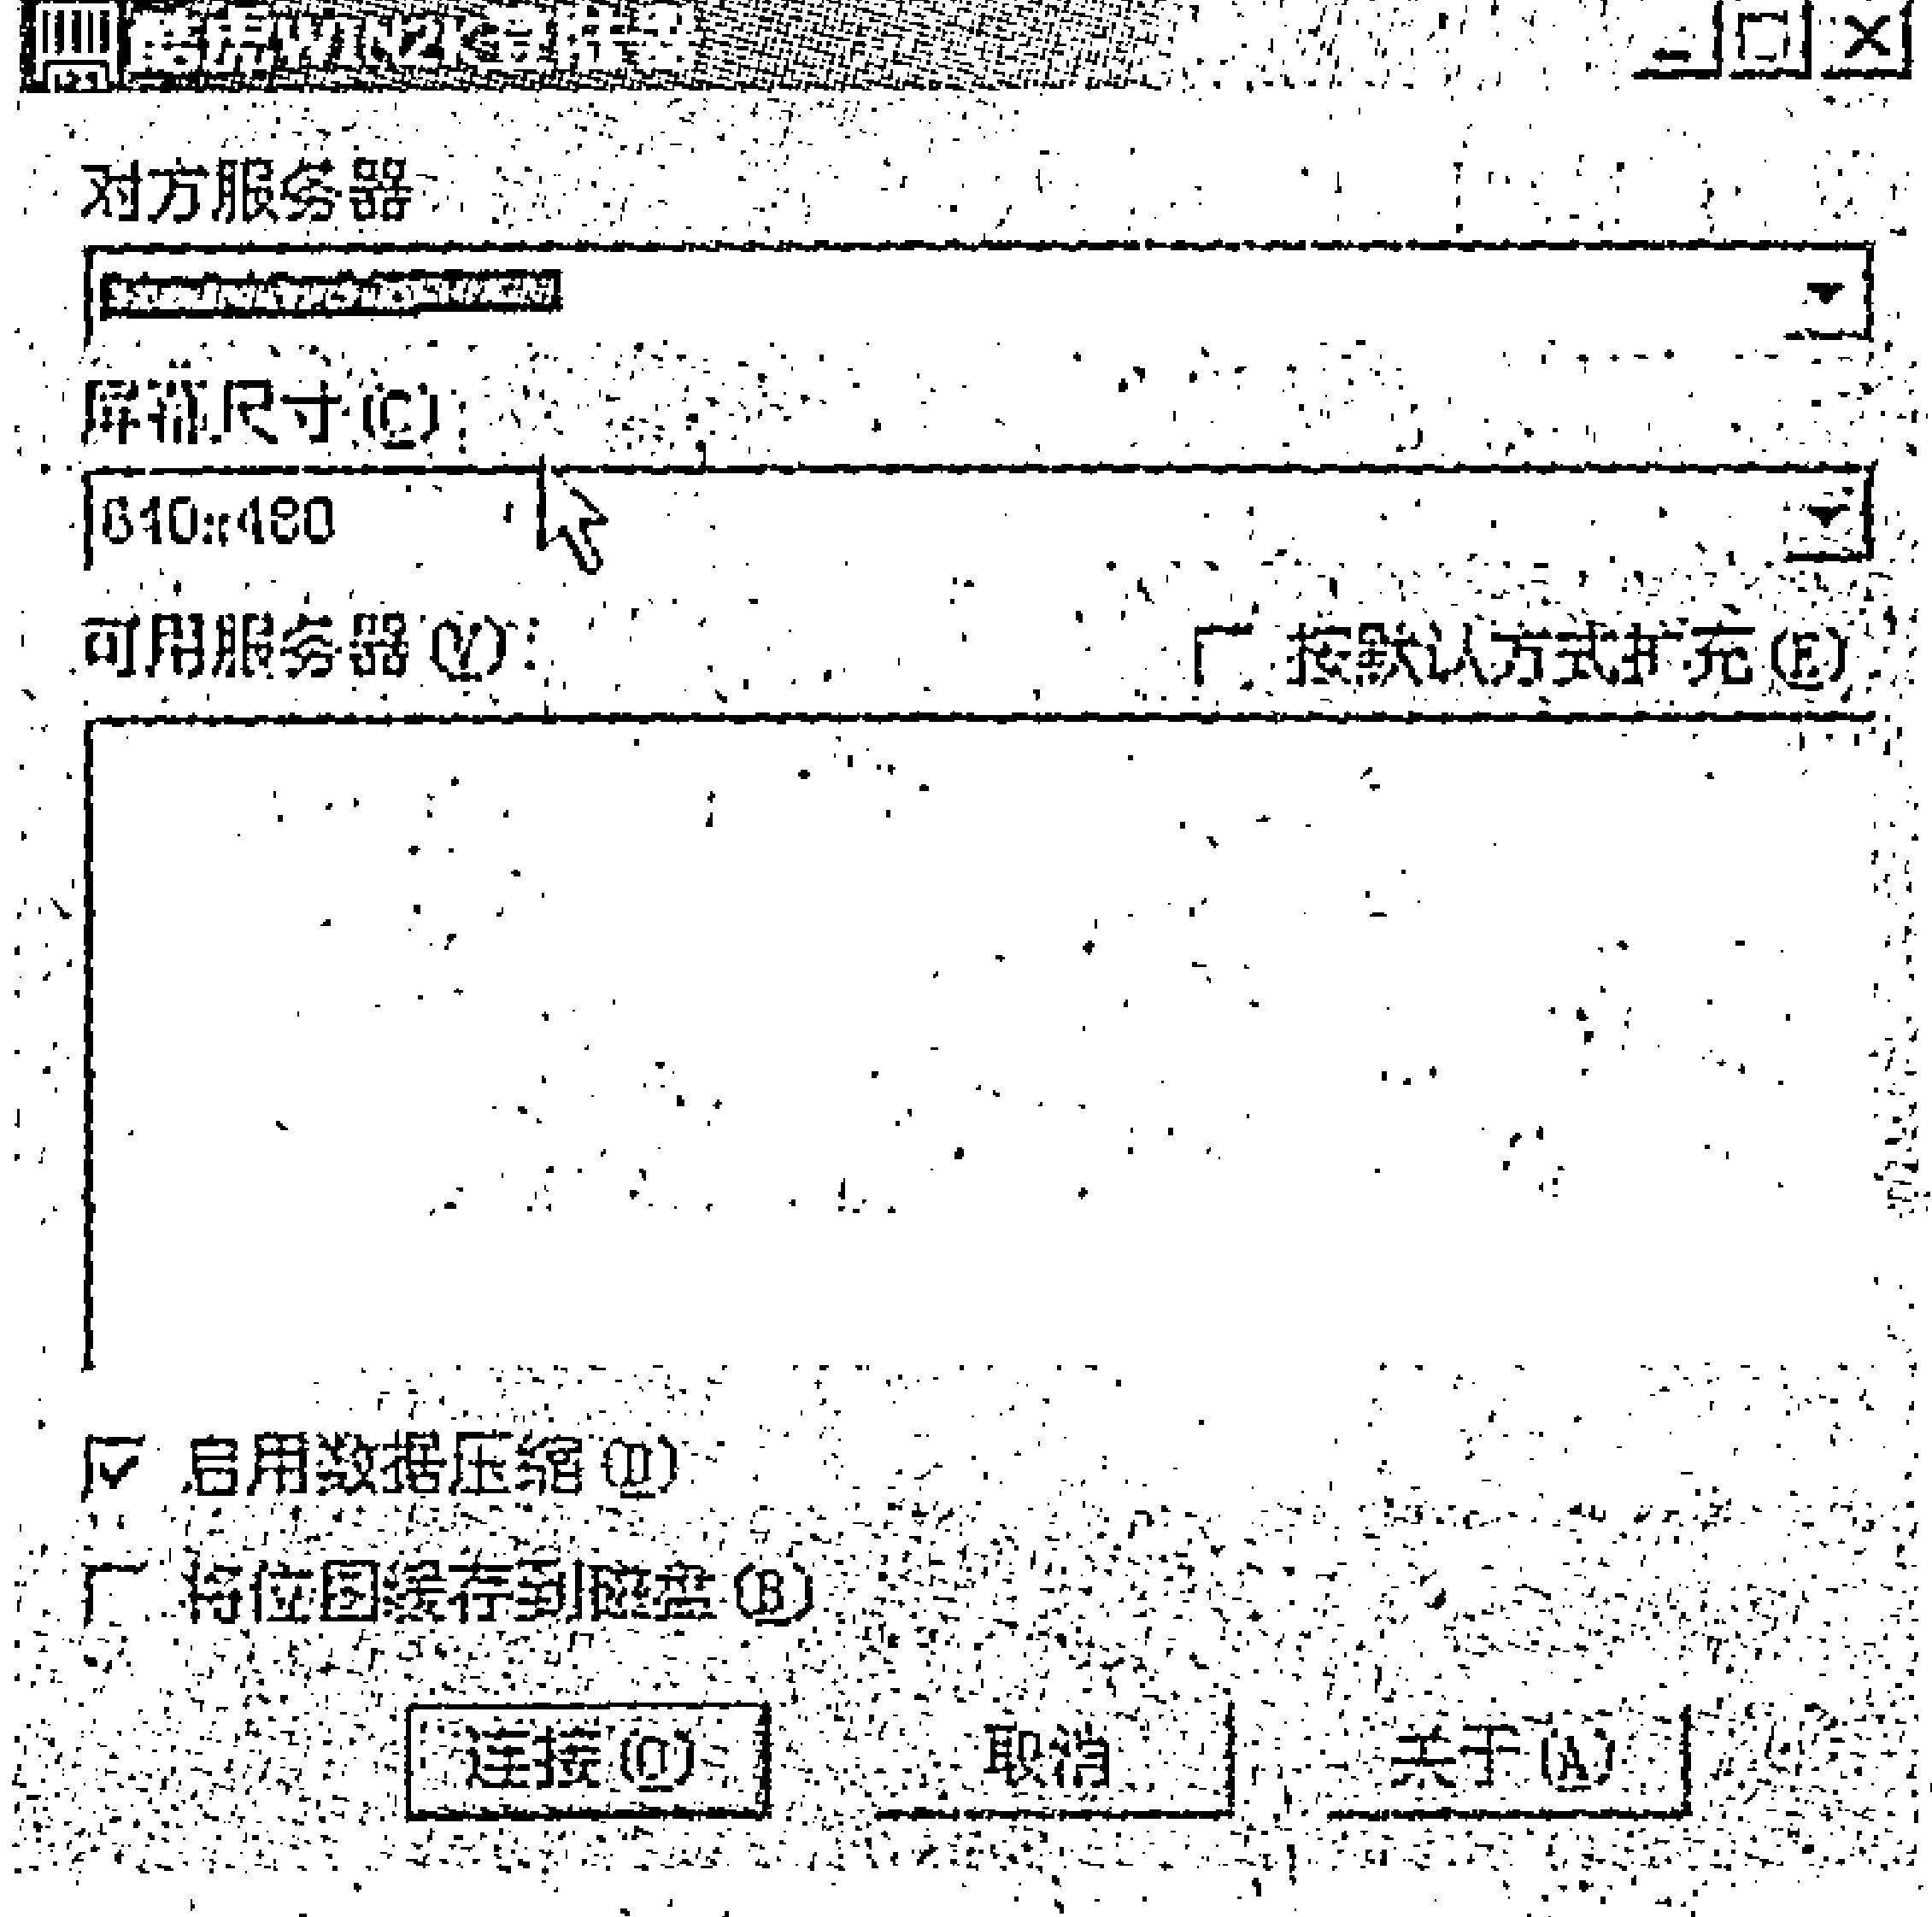 对方服务器
屏幕尺寸(C)
640x480
可用服务器(V):
按默认方式扩充(E)
启用数据压缩(D)
将位图缓存到磁盘(B)
连接(O)
取消
关于(A)